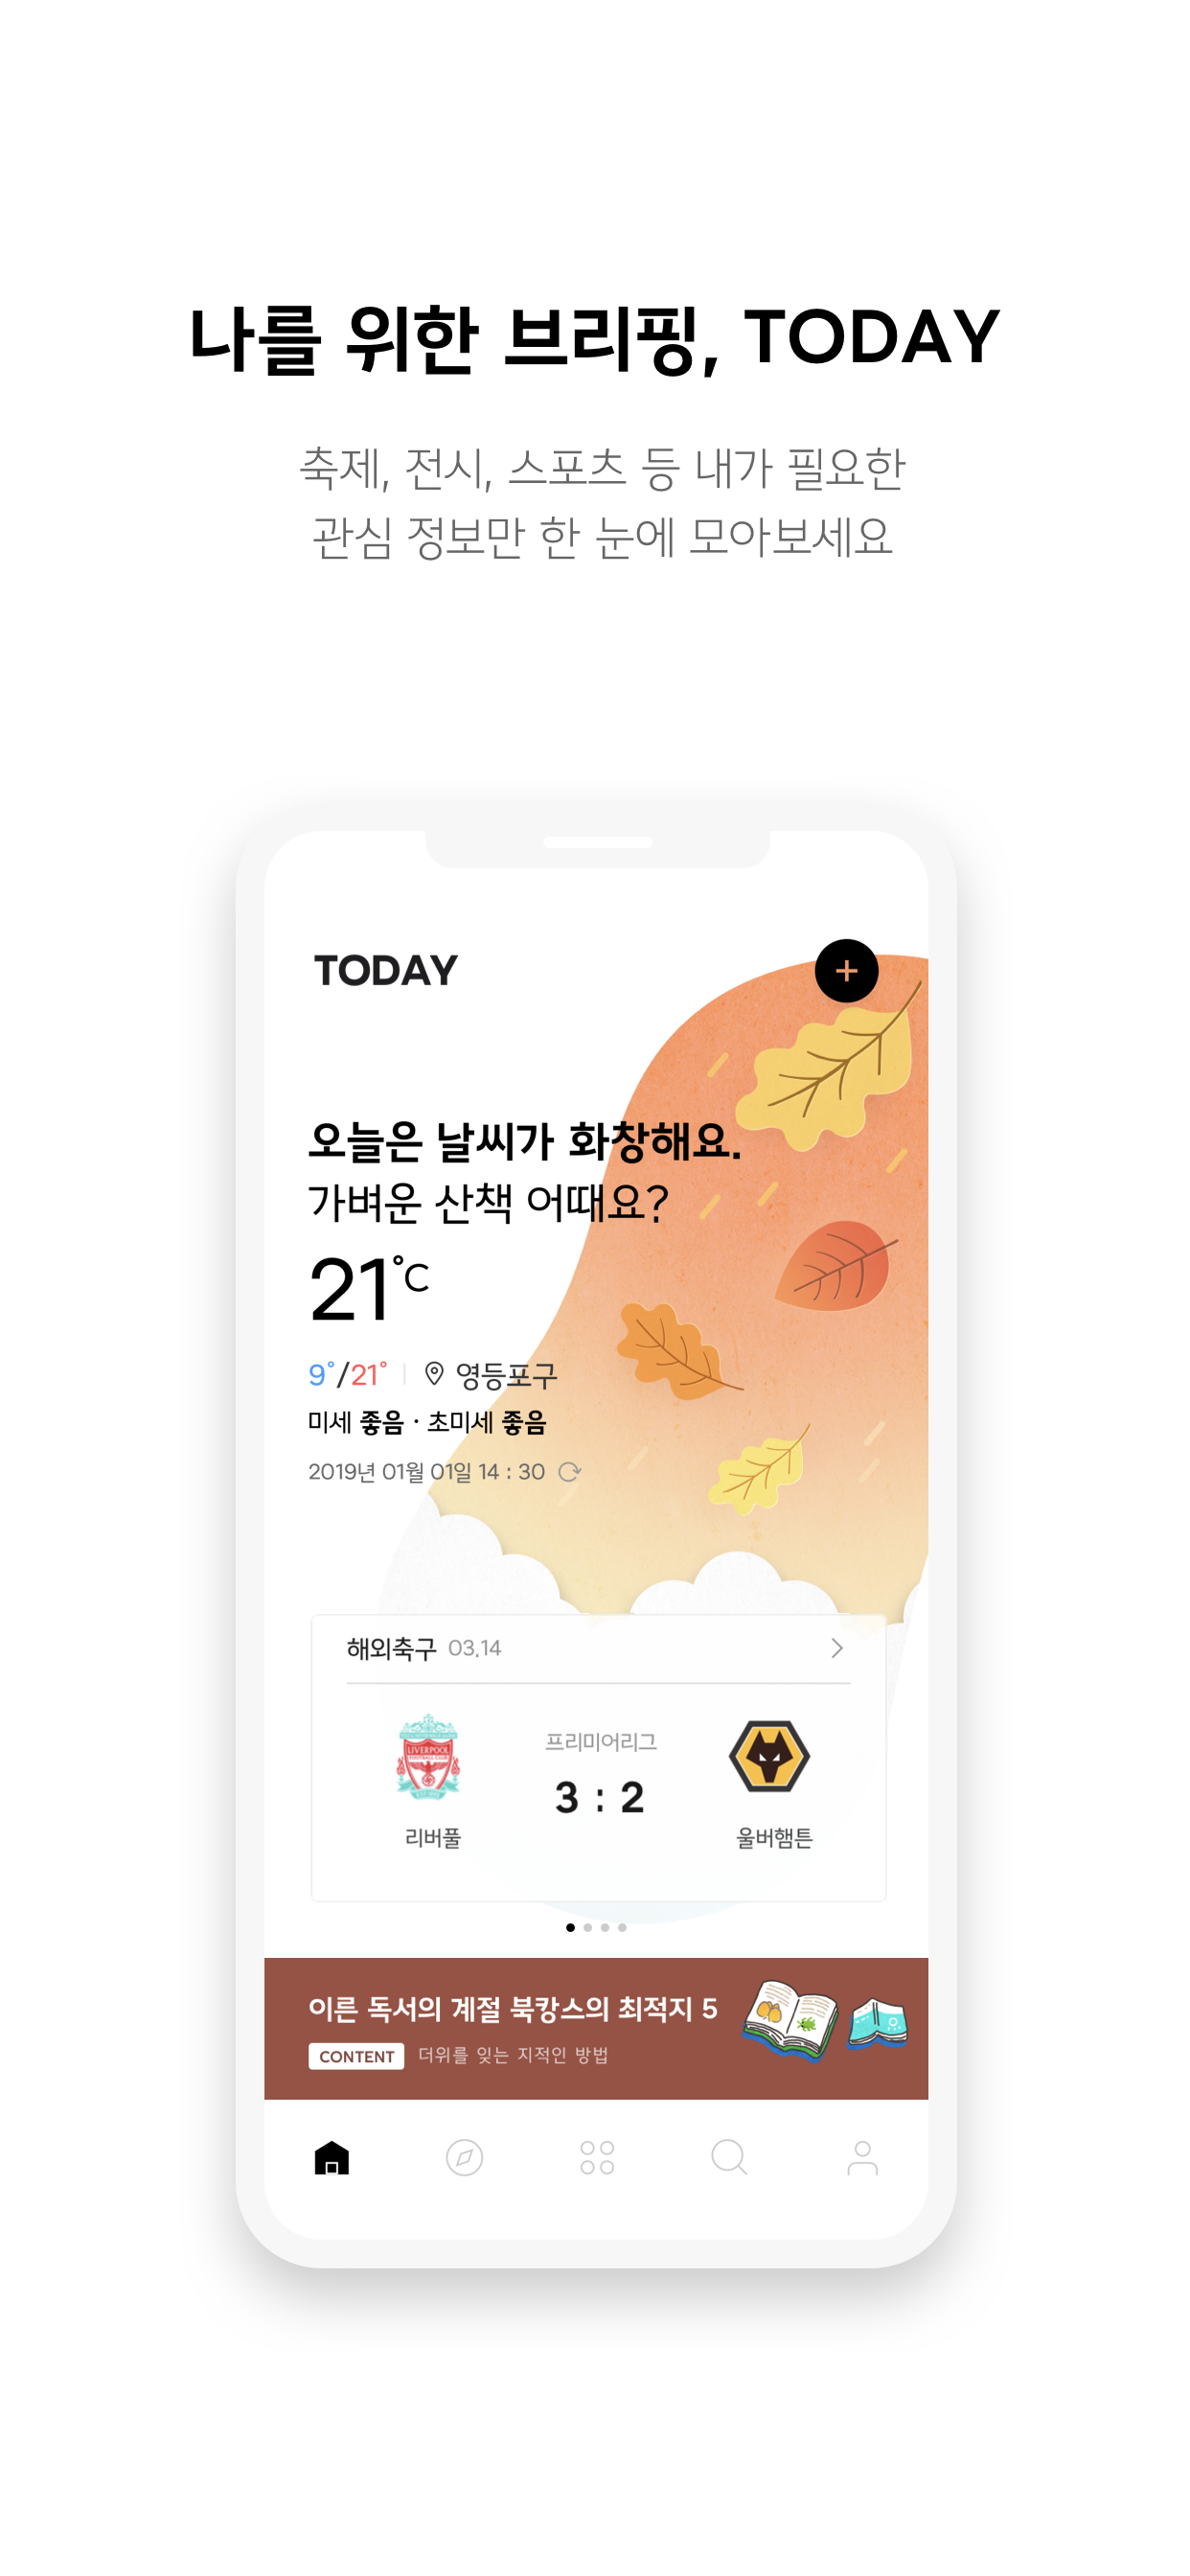 나를 위한 브리핑, TODAY
축제, 전시, 스포츠 등 내가 필요한
관심 정보만 한 눈에 모아보세요
TODAY
오늘은 날씨가 화창해요.
가벼운 산책 어때요?
21°C
9°/21° | 영등포구
미세 좋음 · 초미세 좋음
2019년 01월 01일 14 : 30
해외축구 03.14
LIVERPOOL
FOOTBALL CLUB
프리미어리그
3 : 2
리버풀
울버햄튼
이른 독서의 계절 북캉스의 최적지 5
CONTENT 더위를 잊는 지적인 방법